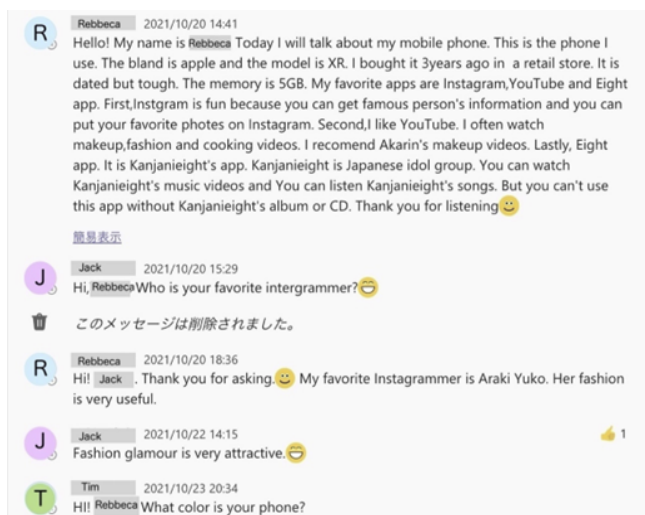 R
Rebbeca 2021/10/20 14:41
Hello! My name is Rebbeca Today I will talk about my mobile phone. This is the phone I
use. The bland is apple and the model is XR. I bought it 3years ago in a retail store. It is
dated but tough. The memory is 5GB. My favorite apps are Instagram,YouTube and Eight
app. First,Instgram is fun because you can get famous person's information and you can
put your favorite photes on Instagram. Second,I like YouTube. I often watch
makeup,fashion and cooking videos. I recomend Akarin's makeup videos. Lastly, Eight
app. It is Kanjanieight's app. Kanjanieight is Japanese idol group. You can watch
Kanjanieight's music videos and You can listen Kanjanieight's songs. But you can't use
this app without Kanjanieight's album or CD. Thank you for listening
簡易表示
J
Jack 2021/10/20 15:29
Hi, Rebbeca Who is your favorite intergrammer?
このメッセージは削除されました。
R
Rebbeca 2021/10/20 18:36
Hi! Jack . Thank you for asking. My favorite Instagrammer is Araki Yuko. Her fashion
is very useful.
J
Jack 2021/10/22 14:15 1
Fashion glamour is very attractive.
T
Tim 2021/10/23 20:34
HI! Rebbeca What color is your phone?